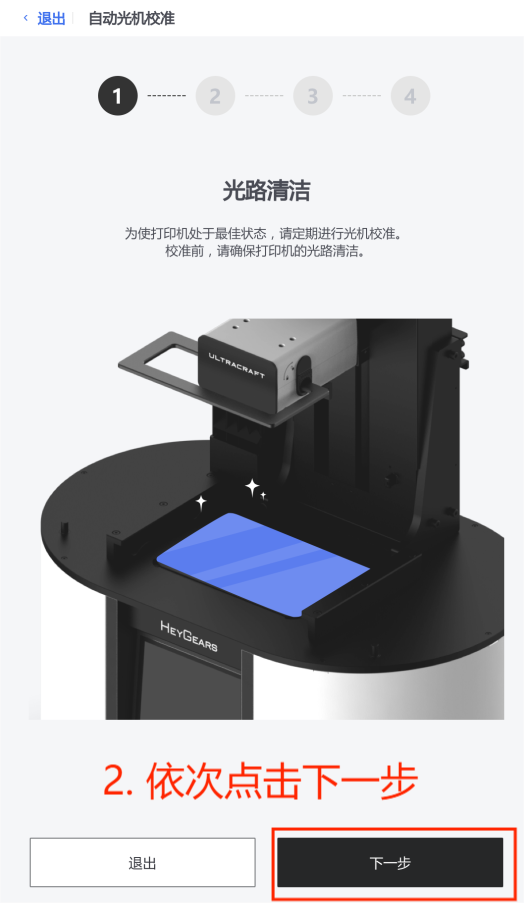 ‹ 退出 自动光机校准
1 2 3 4
光路清洁
为使打印机处于最佳状态，请定期进行光机校准。
校准前，请确保打印机的光路清洁。
ULTRACRAFT
HEYGEARS
2. 依次点击下一步
退出 下一步